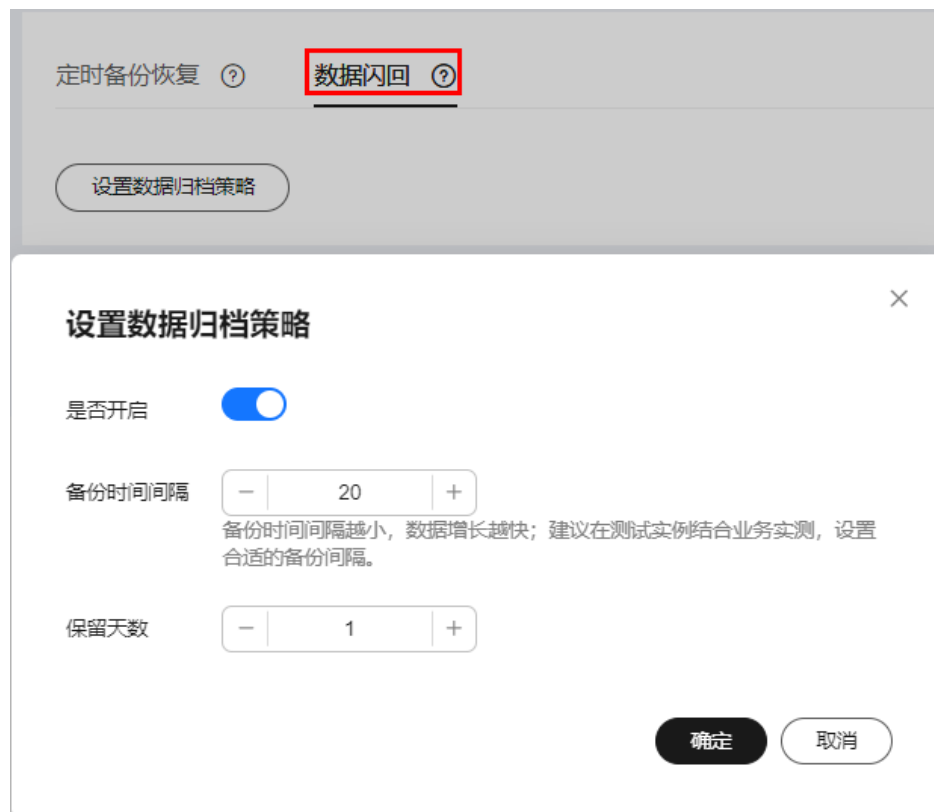 定时备份恢复 ? 数据闪回 ?
设置数据归档策略
设置数据归档策略
是否开启
备份时间间隔 − 20 +
备份时间间隔越小，数据增长越快；建议在测试实例结合业务实测，设置
合适的备份间隔。
保留天数 − 1 +
确定 取消